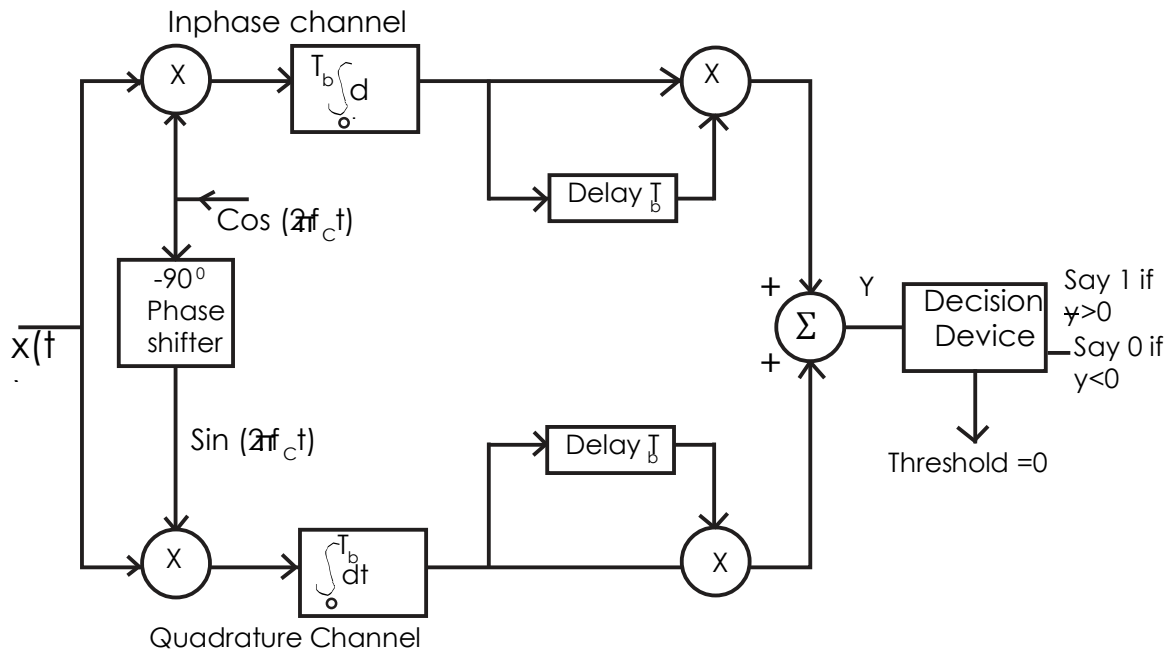 Inphase channel
X
T_b
∫d
o
X
Delay T_b
Cos (2πf_c t)
-90⁰
Phase
shifter
x(t
+
Y
Σ
+
Decision
Device
Say 1 if
y>0
Say 0 if
y<0
Sin (2πf_c t)
Delay T_b
Threshold =0
X
T_b
∫dt
o
X
Quadrature Channel